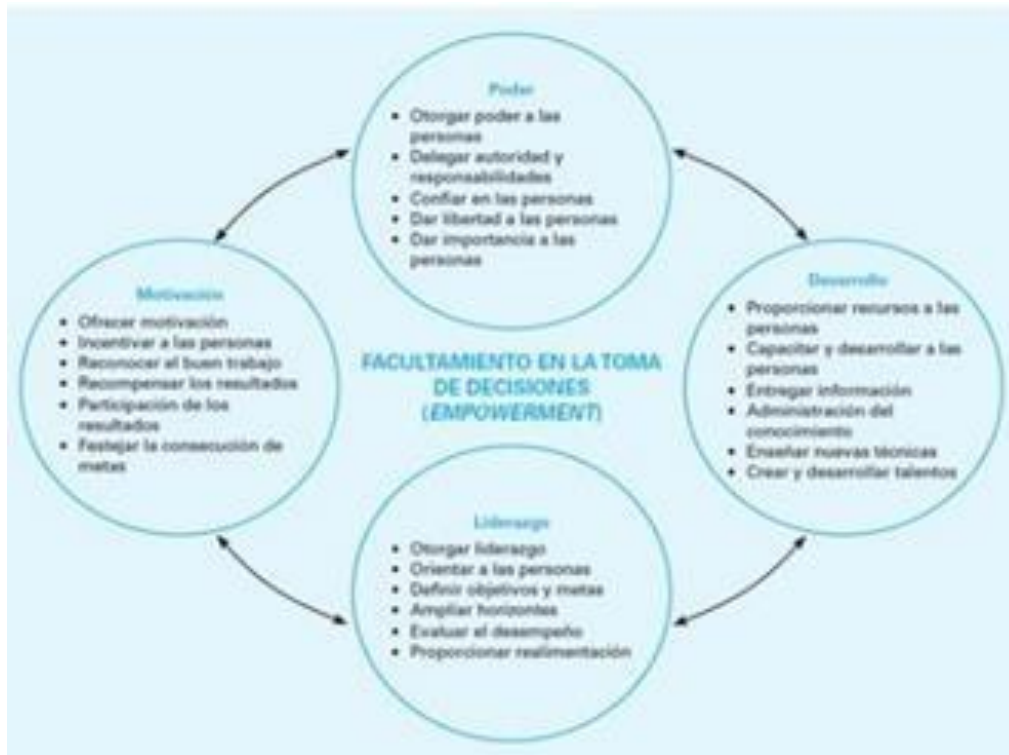 Poder
• Otorgar poder a las
personas
• Delegar autoridad y
responsabilidades
• Confiar en las personas
• Dar libertad a las personas
• Dar importancia a las
personas
Motivación
• Ofrecer motivación
• Incentivar a las personas
• Reconocer el buen trabajo
• Recompensar los resultados
• Participación de los
resultados
• Festejar la consecución de
metas
FACULTAMIENTO EN LA TOMA
DE DECISIONES
(EMPOWERMENT)
Desarrollo
• Proporcionar recursos a las
personas
• Capacitar y desarrollar a las
personas
• Entregar información
• Administración del
conocimiento
• Enseñar nuevas técnicas
• Crear y desarrollar talentos
Liderazgo
• Otorgar liderazgo
• Orientar a las personas
• Definir objetivos y metas
• Ampliar horizontes
• Evaluar el desempeño
• Proporcionar realimentación